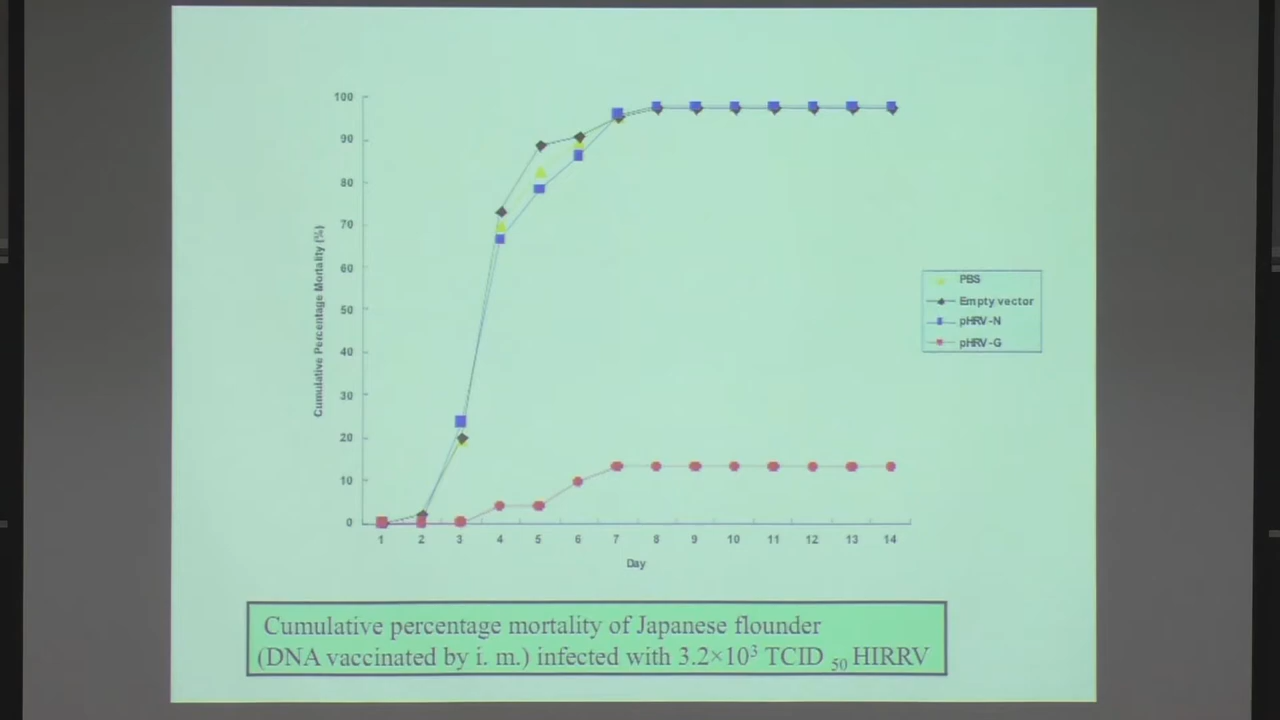 100
90
80
70
60
50
40
30
20
10
0
Cumulative Percentage Mortality (%)
1 2 3 4 5 6 7 8 9 10 11 12 13 14
Day
PBS
Empty vector
pHRV-N
pHRV-G
Cumulative percentage mortality of Japanese flounder
(DNA vaccinated by i. m.) infected with 3.2×10³ TCID ₅₀ HIRRV